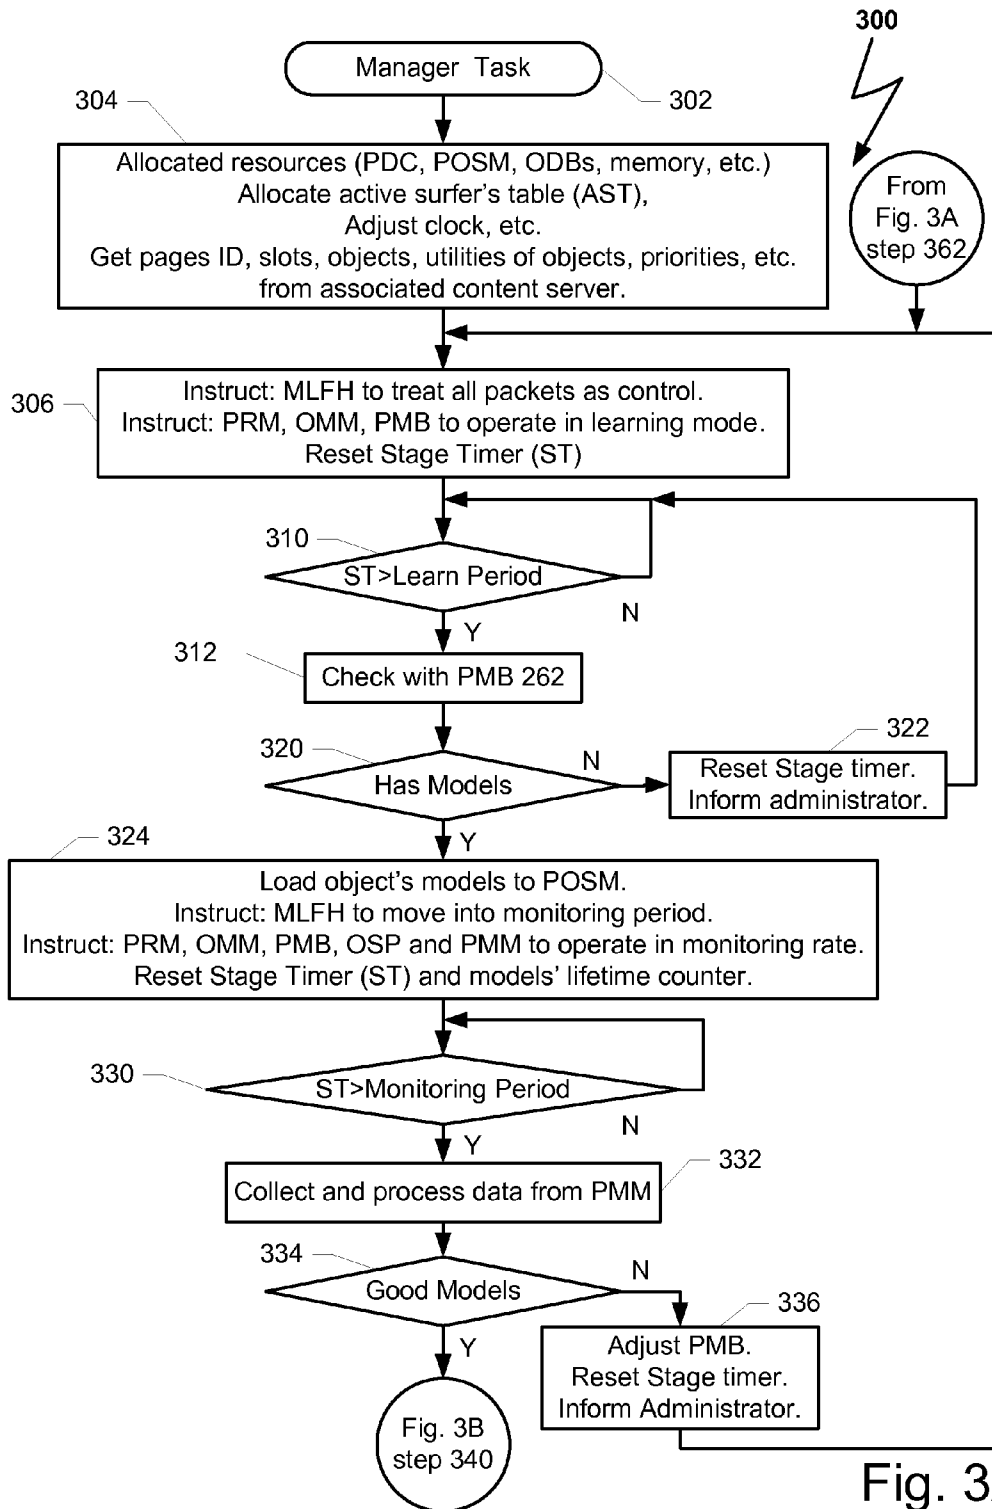 300
Manager Task
302
304
Allocated resources (PDC, POSM, ODBs, memory, etc.)
Allocate active surfer's table (AST),
Adjust clock, etc.
Get pages ID, slots, objects, utilities of objects, priorities, etc.
from associated content server.
From
Fig. 3A
step 362
306
Instruct: MLFH to treat all packets as control.
Instruct: PRM, OMM, PMB to operate in learning mode.
Reset Stage Timer (ST)
310
ST>Learn Period
N
Y
312
Check with PMB 262
320
Has Models
N
Y
322
Reset Stage timer.
Inform administrator.
324
Load object's models to POSM.
Instruct: MLFH to move into monitoring period.
Instruct: PRM, OMM, PMB, OSP and PMM to operate in monitoring rate.
Reset Stage Timer (ST) and models' lifetime counter.
330
ST>Monitoring Period
N
Y
332
Collect and process data from PMM
334
Good Models
N
Y
336
Adjust PMB.
Reset Stage timer.
Inform Administrator.
Fig. 3B
step 340
Fig. 3